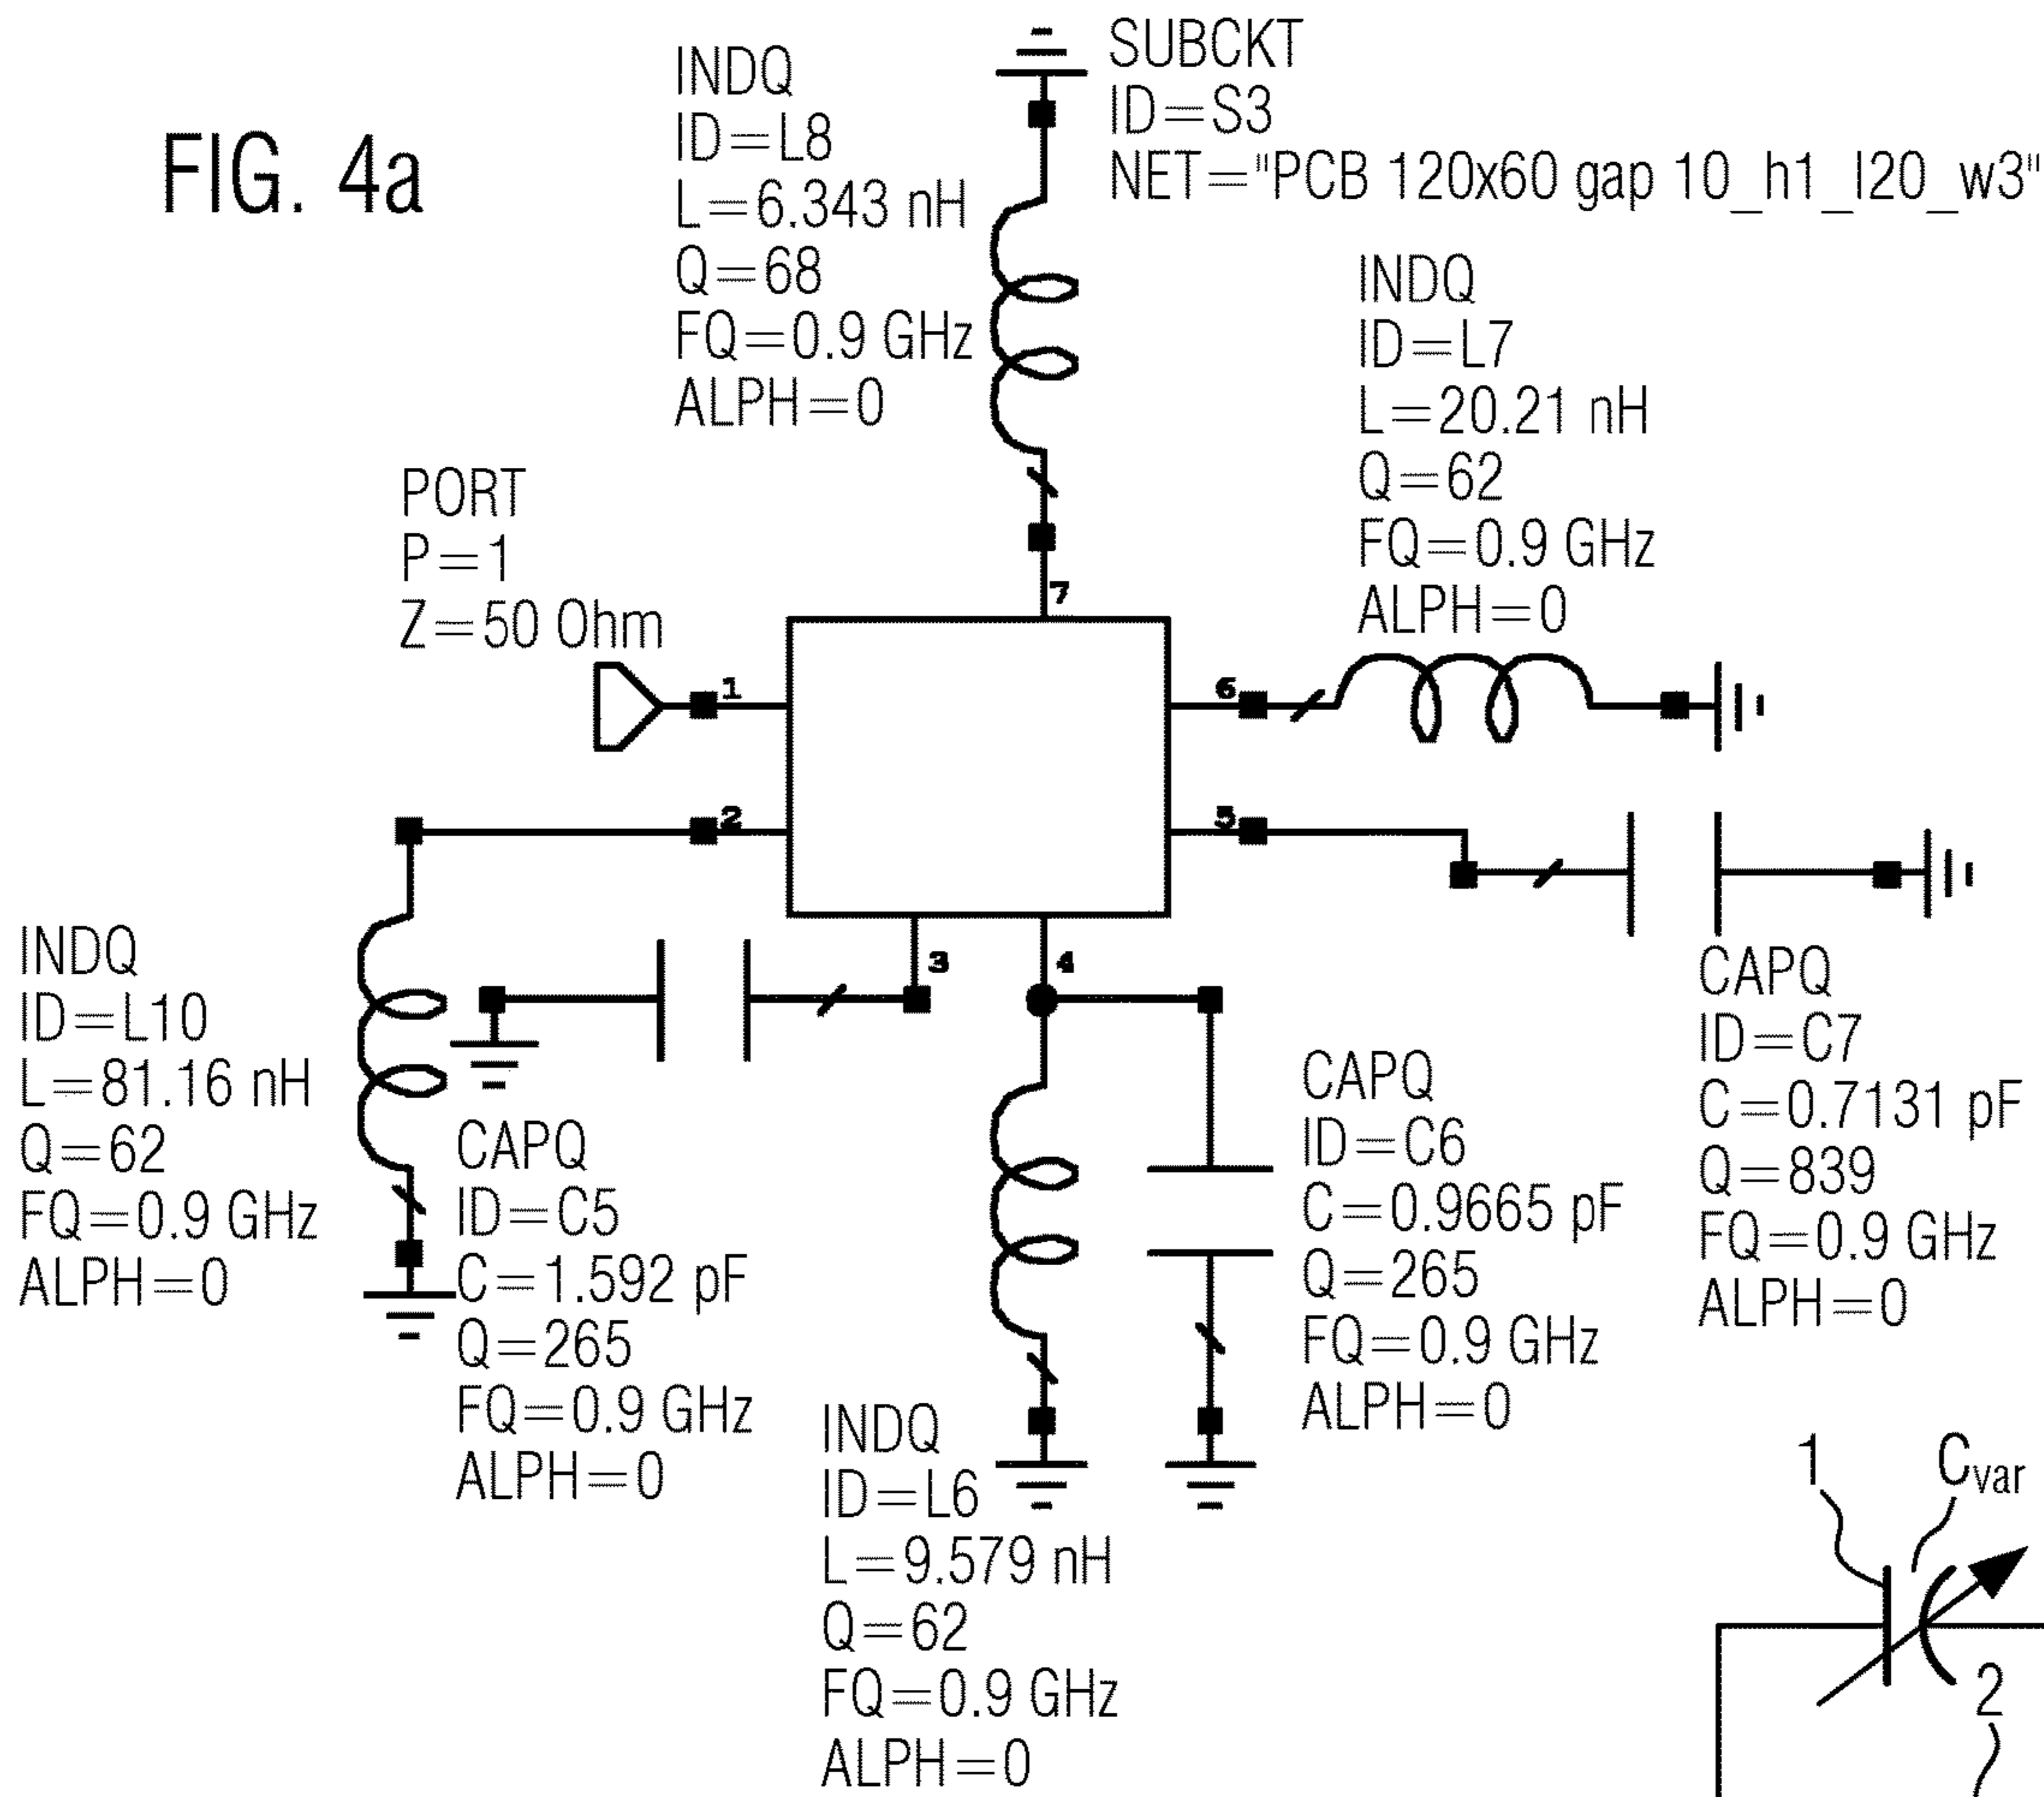 FIG. 4a
INDQ
ID=L8
L=6.343 nH
Q=68
FQ=0.9 GHz
ALPH=0
SUBCKT
ID=S3
NET="PCB 120x60 gap 10_h1_l20_w3"
INDQ
ID=L7
L=20.21 nH
Q=62
FQ=0.9 GHz
ALPH=0
PORT
P=1
Z=50 Ohm
7
1
6
2
5
3
4
INDQ
ID=L10
L=81.16 nH
Q=62
FQ=0.9 GHz
ALPH=0
CAPQ
ID=C5
C=1.592 pF
Q=265
FQ=0.9 GHz
ALPH=0
INDQ
ID=L6
L=9.579 nH
Q=62
FQ=0.9 GHz
ALPH=0
CAPQ
ID=C6
C=0.9665 pF
Q=265
FQ=0.9 GHz
ALPH=0
CAPQ
ID=C7
C=0.7131 pF
Q=839
FQ=0.9 GHz
ALPH=0
1
Cvar
2